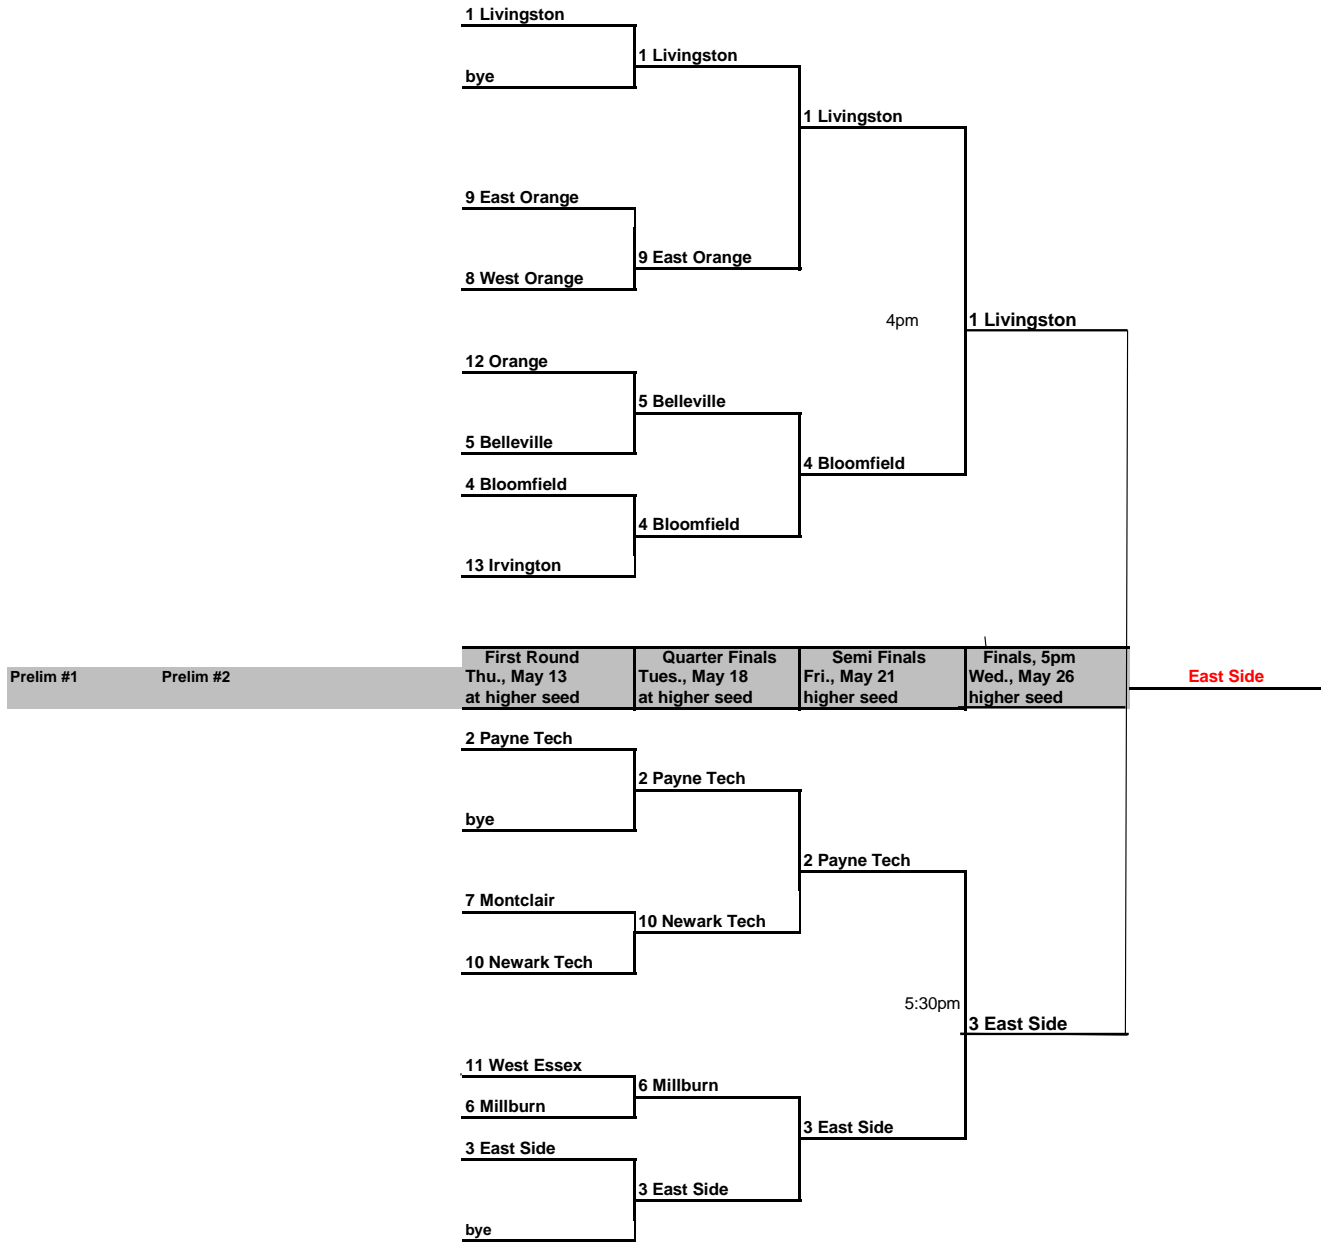 1 Livingston
1 Livingston
bye
1 Livingston
9 East Orange
9 East Orange
8 West Orange
4pm
1 Livingston
12 Orange
5 Belleville
5 Belleville
4 Bloomfield
4 Bloomfield
4 Bloomfield
13 Irvington
First Round
Quarter Finals
Semi Finals
Finals, 5pm
Prelim #1
Prelim #2
Thu., May 13
Tues., May 18
Fri., May 21
Wed., May 26
East Side
at higher seed
at higher seed
higher seed
higher seed
2 Payne Tech
2 Payne Tech
bye
2 Payne Tech
7 Montclair
10 Newark Tech
10 Newark Tech
5:30pm
3 East Side
11 West Essex
6 Millburn
6 Millburn
3 East Side
3 East Side
3 East Side
bye